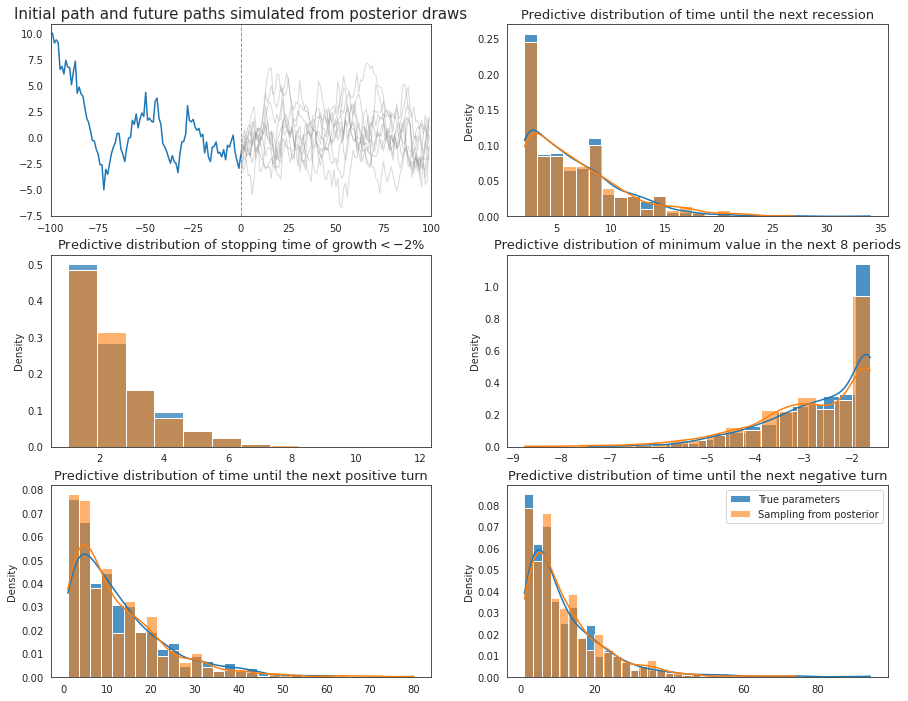 Initial path and future paths simulated from posterior draws
10.0
7.5
5.0
2.5
0.0
−2.5
−5.0
−7.5
−100 −75 −50 −25 0 25 50 75 100
Predictive distribution of time until the next recession
Density
0.25
0.20
0.15
0.10
0.05
0.00
5 10 15 20 25 30 35
Predictive distribution of stopping time of growth < −2%
Density
0.5
0.4
0.3
0.2
0.1
0.0
2 4 6 8 10 12
Predictive distribution of minimum value in the next 8 periods
Density
1.0
0.8
0.6
0.4
0.2
0.0
−9 −8 −7 −6 −5 −4 −3 −2
Predictive distribution of time until the next positive turn
Density
0.08
0.07
0.06
0.05
0.04
0.03
0.02
0.01
0.00
0 10 20 30 40 50 60 70 80
Predictive distribution of time until the next negative turn
True parameters
Sampling from posterior
Density
0.08
0.07
0.06
0.05
0.04
0.03
0.02
0.01
0.00
0 20 40 60 80